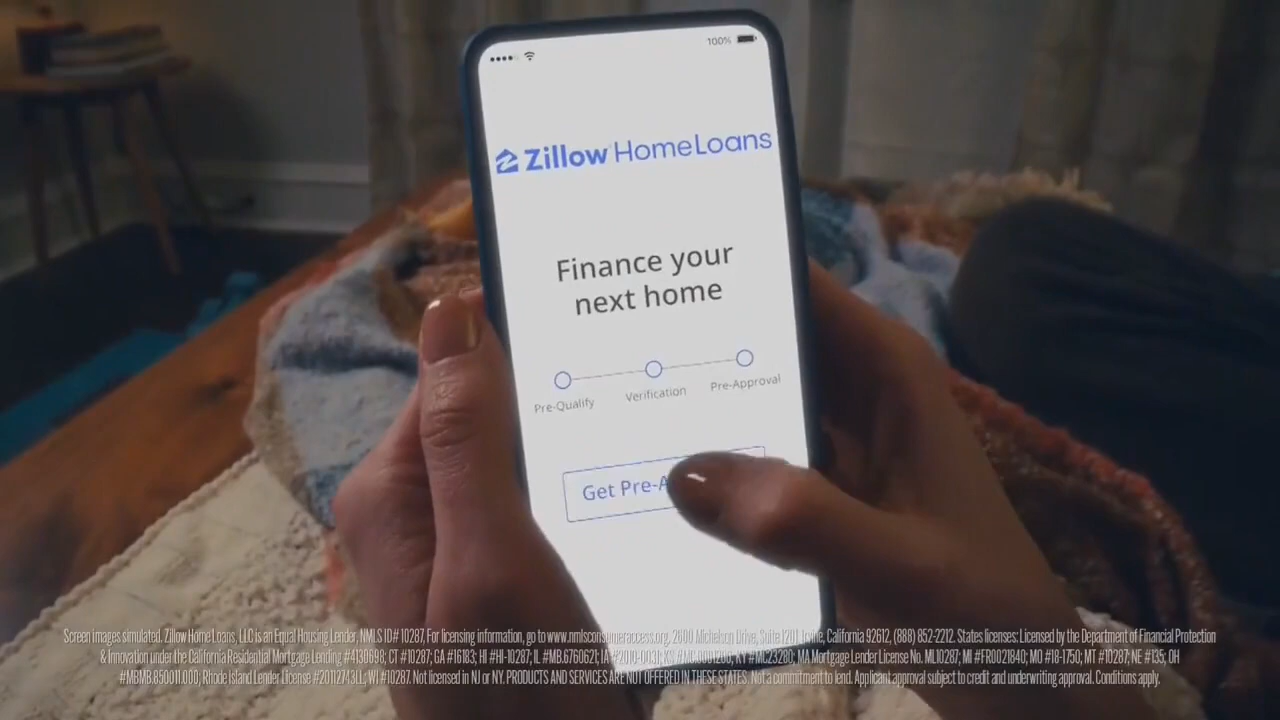 100%
Zillow HomeLoans
Finance your
next home
Pre-Qualify Verification Pre-Approval
Get Pre-A
Screen images simulated. Zillow Home Loans, LLC is an Equal Housing Lender, NMLS ID# 10287. For licensing information, go to www.nmlsconsumeraccess.org. 2600 Michelson Drive, Suite 1201, Irvine, California 92612, (888) 852-2212. States licenses: Licensed by the Department of Financial Protection
& Innovation under the California Residential Mortgage Lending #4139698; CT #10287; GA #16183; HI #HI-10287; IL #MB.6760621; KY #MC23280; MA Mortgage Lender License No. ML10287; MI #FR0021840; MO #18-1750; MT #10287; NE #135; OH
#MBMB.850011.000; Rhode Island Lender License #20112743LL; WI #10287. Not licensed in NJ or NY. PRODUCTS AND SERVICES ARE NOT OFFERED IN THESE STATES. Not a commitment to lend. Applicant approval subject to credit and underwriting approval. Conditions apply.